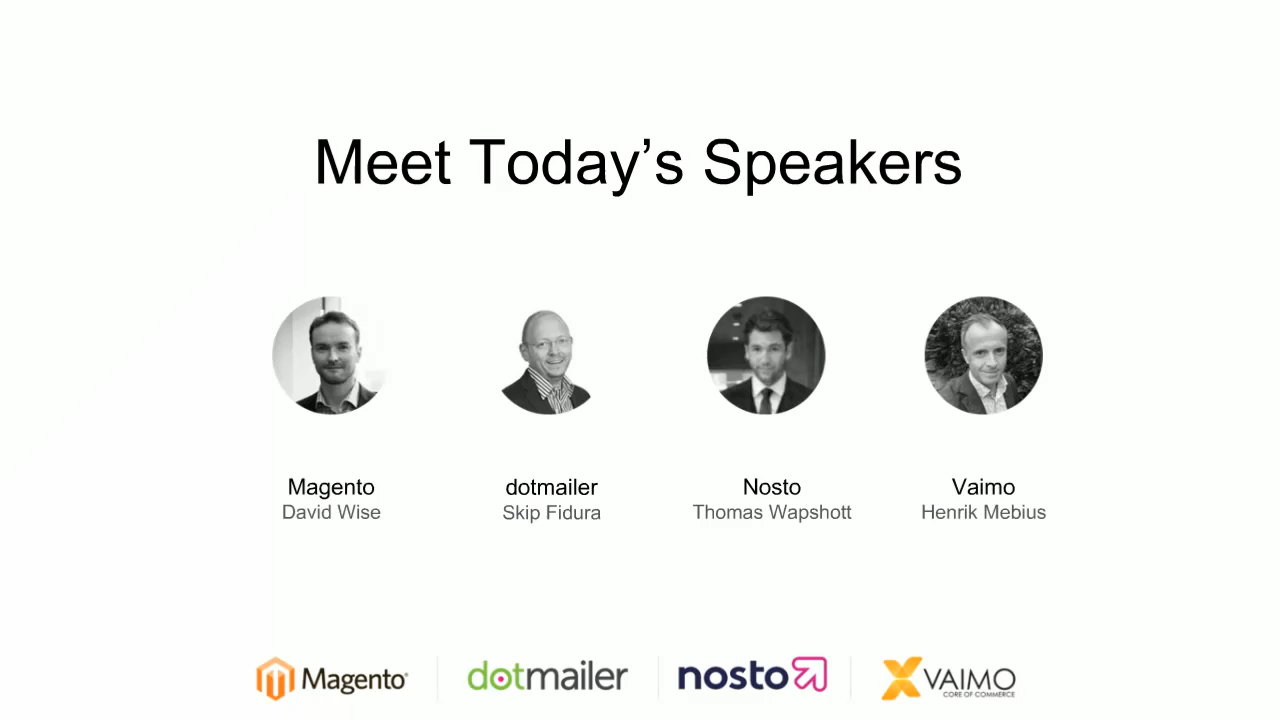 Meet Today's Speakers
Magento
David Wise
dotmailer
Skip Fidura
Nosto
Thomas Wapshott
Vaimo
Henrik Mebius
Magento®
dotmailer
nosto
VAIMO
CORE OF COMMERCE